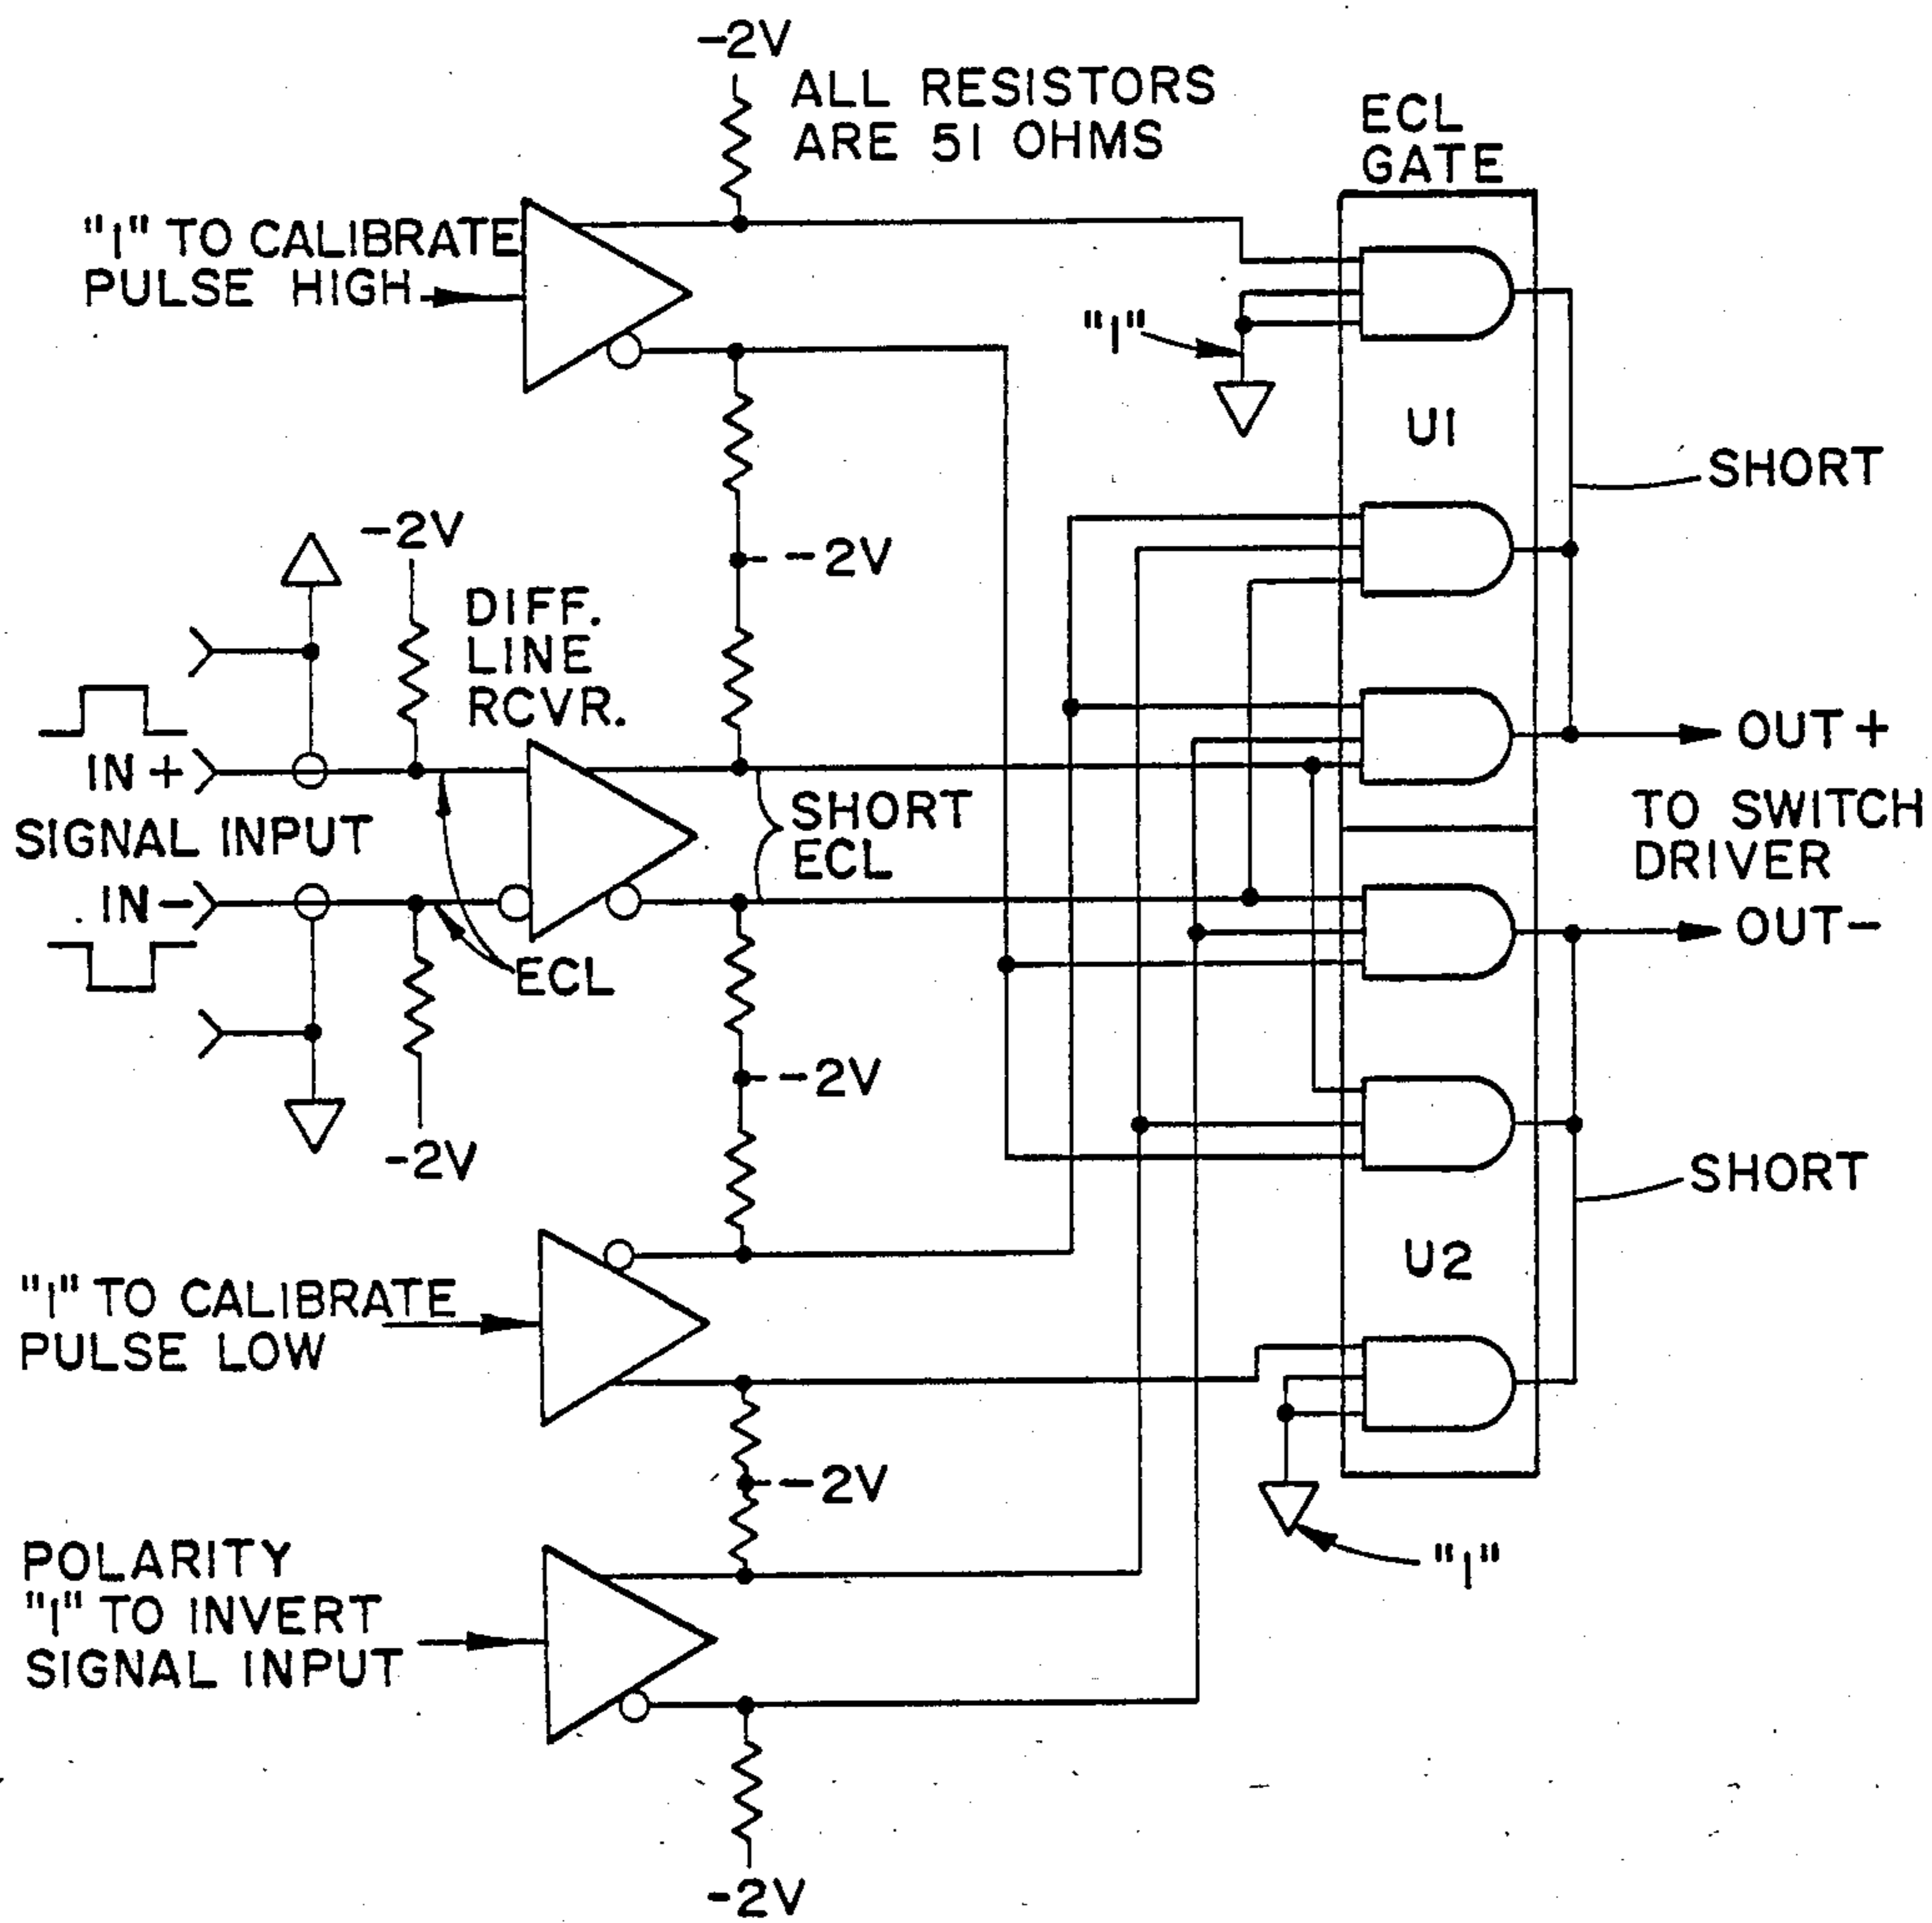 -2V
ALL RESISTORS
ARE 51 OHMS
ECL
GATE
"1" TO CALIBRATE
PULSE HIGH
"1"
U1
SHORT
-2V
-2V
DIFF.
LINE
RCVR.
IN +
SIGNAL INPUT
IN -
SHORT
ECL
OUT +
TO SWITCH
DRIVER
OUT -
ECL
-2V
-2V
SHORT
U2
"1" TO CALIBRATE
PULSE LOW
-2V
"1"
POLARITY
"1" TO INVERT
SIGNAL INPUT
-2V